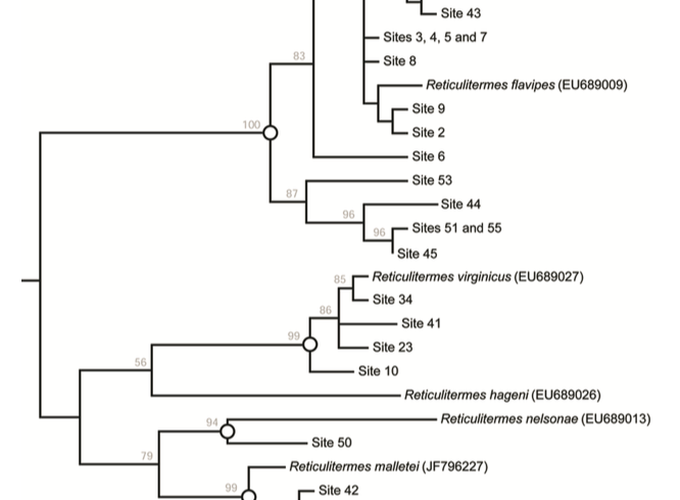 Site 43
Sites 3, 4, 5 and 7
83
Site 8
Reticulitermes flavipes (EU689009)
Site 9
100
Site 2
Site 6
Site 53
87
Site 44
96
Sites 51 and 55
96
Site 45
Reticulitermes virginicus (EU689027)
85
Site 34
86
Site 41
99
Site 23
56
Site 10
Reticulitermes hageni (EU689026)
Reticulitermes nelsonae (EU689013)
94
Site 50
79
Reticulitermes malletei (JF796227)
99
Site 42